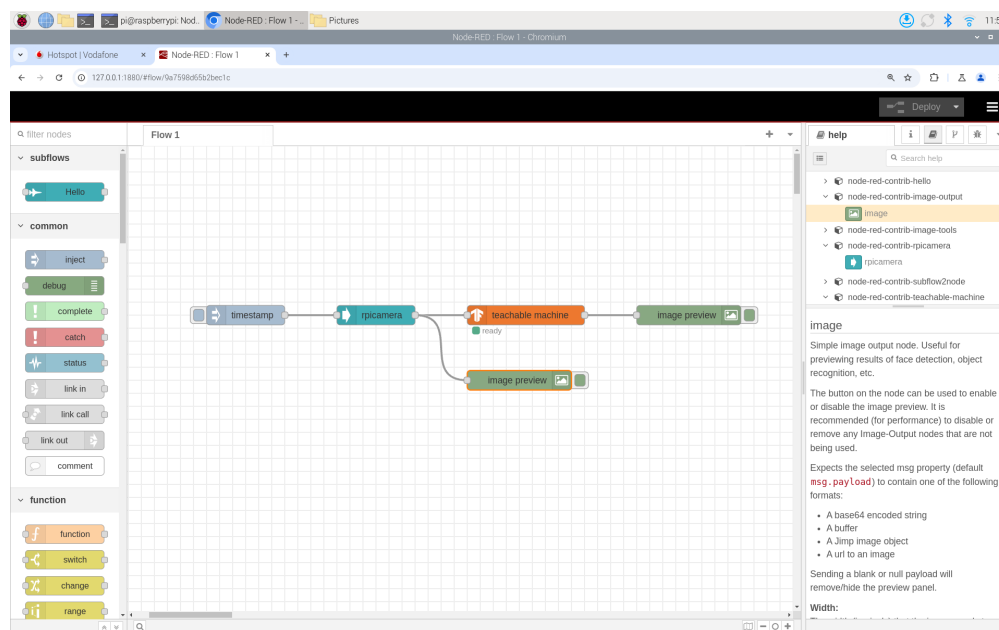 pi@raspberrypi: Nod..
Node-RED : Flow 1 - ..
Pictures
Node-RED : Flow 1 - Chromium
Hotspot | Vodafone
Node-RED : Flow 1
127.0.0.1:1880/#flow/9a7598d65b2bec1c
Deploy
filter nodes
Flow 1
help
subflows
Search help
Hello
node-red-contrib-hello
node-red-contrib-image-output
image
common
node-red-contrib-image-tools
node-red-contrib-rpicamera
inject
rpicamera
debug
node-red-contrib-subflow2node
node-red-contrib-teachable-machine
complete
timestamp
rpicamera
teachable machine
image preview
ready
catch
status
link in
link call
link out
comment
image preview
image
Simple image output node. Useful for
previewing results of face detection, object
recognition, etc.
The button on the node can be used to enable
or disable the image preview. It is
recommended (for performance) to disable or
remove any Image-Output nodes that are not
being used.
Expects the selected msg property (default
msg.payload) to contain one of the following
formats:
• A base64 encoded string
• A buffer
• A Jimp image object
• A url to an image
Sending a blank or null payload will
remove/hide the preview panel.
Width:
function
function
switch
change
range